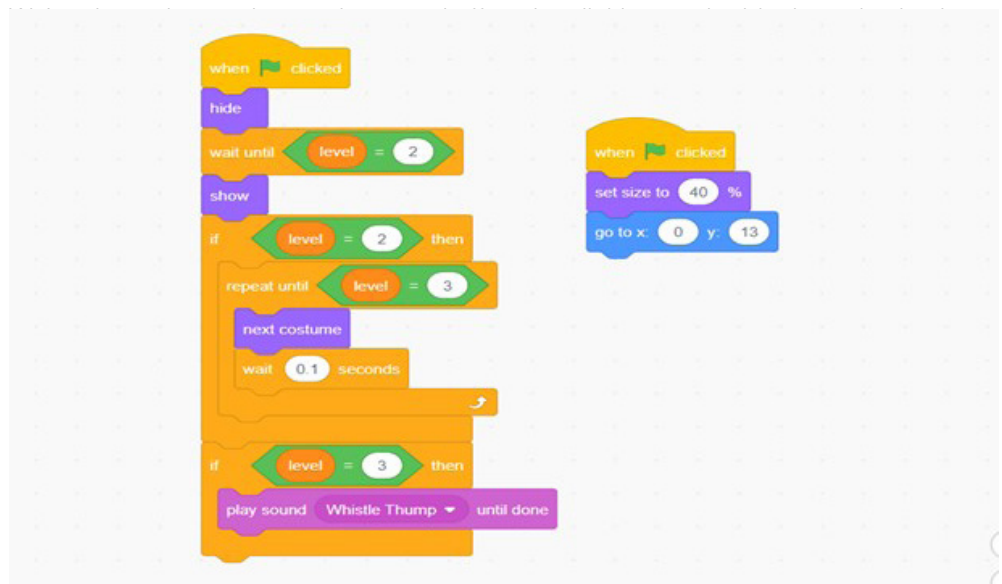 when clicked
hide
wait until level = 2
show
if level = 2 then
repeat until level = 3
next costume
wait 0.1 seconds
if level = 3 then
play sound Whistle Thump until done
when clicked
set size to 40 %
go to x: 0 y: 13